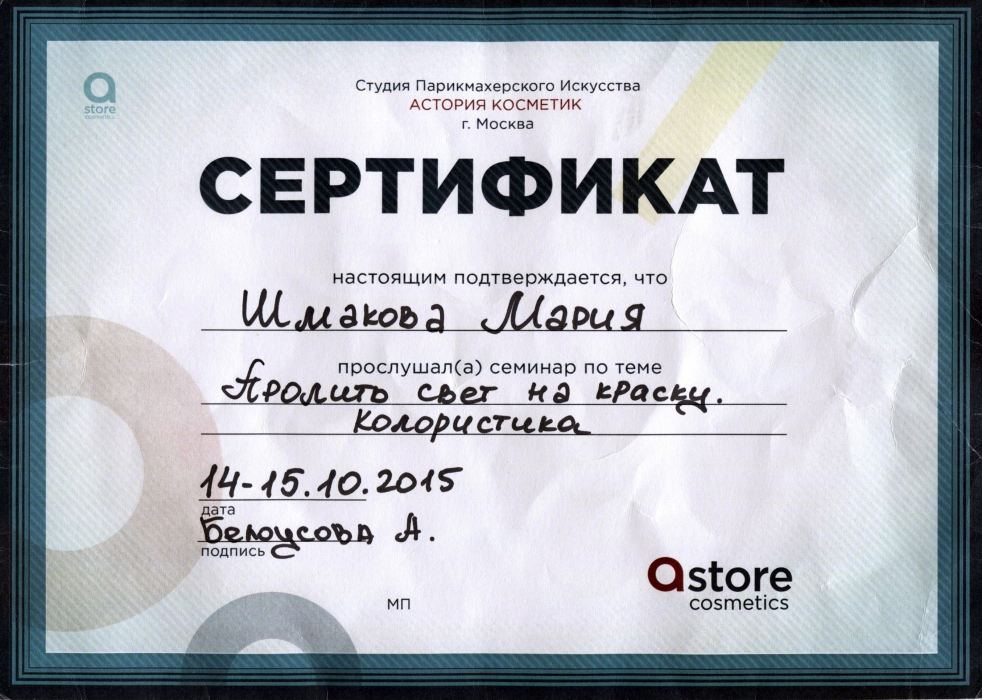 a
store
cosmetics
Студия Парикмахерского Искусства
АСТОРИЯ КОСМЕТИК
г. Москва
СЕРТИФИКАТ
настоящим подтверждается, что
Шмакова Мария
прослушал(а) семинар по теме
Пролить свет на краску.
Колористика
14-15.10.2015
дата
Белоусова А.
подпись
МП
astore
cosmetics